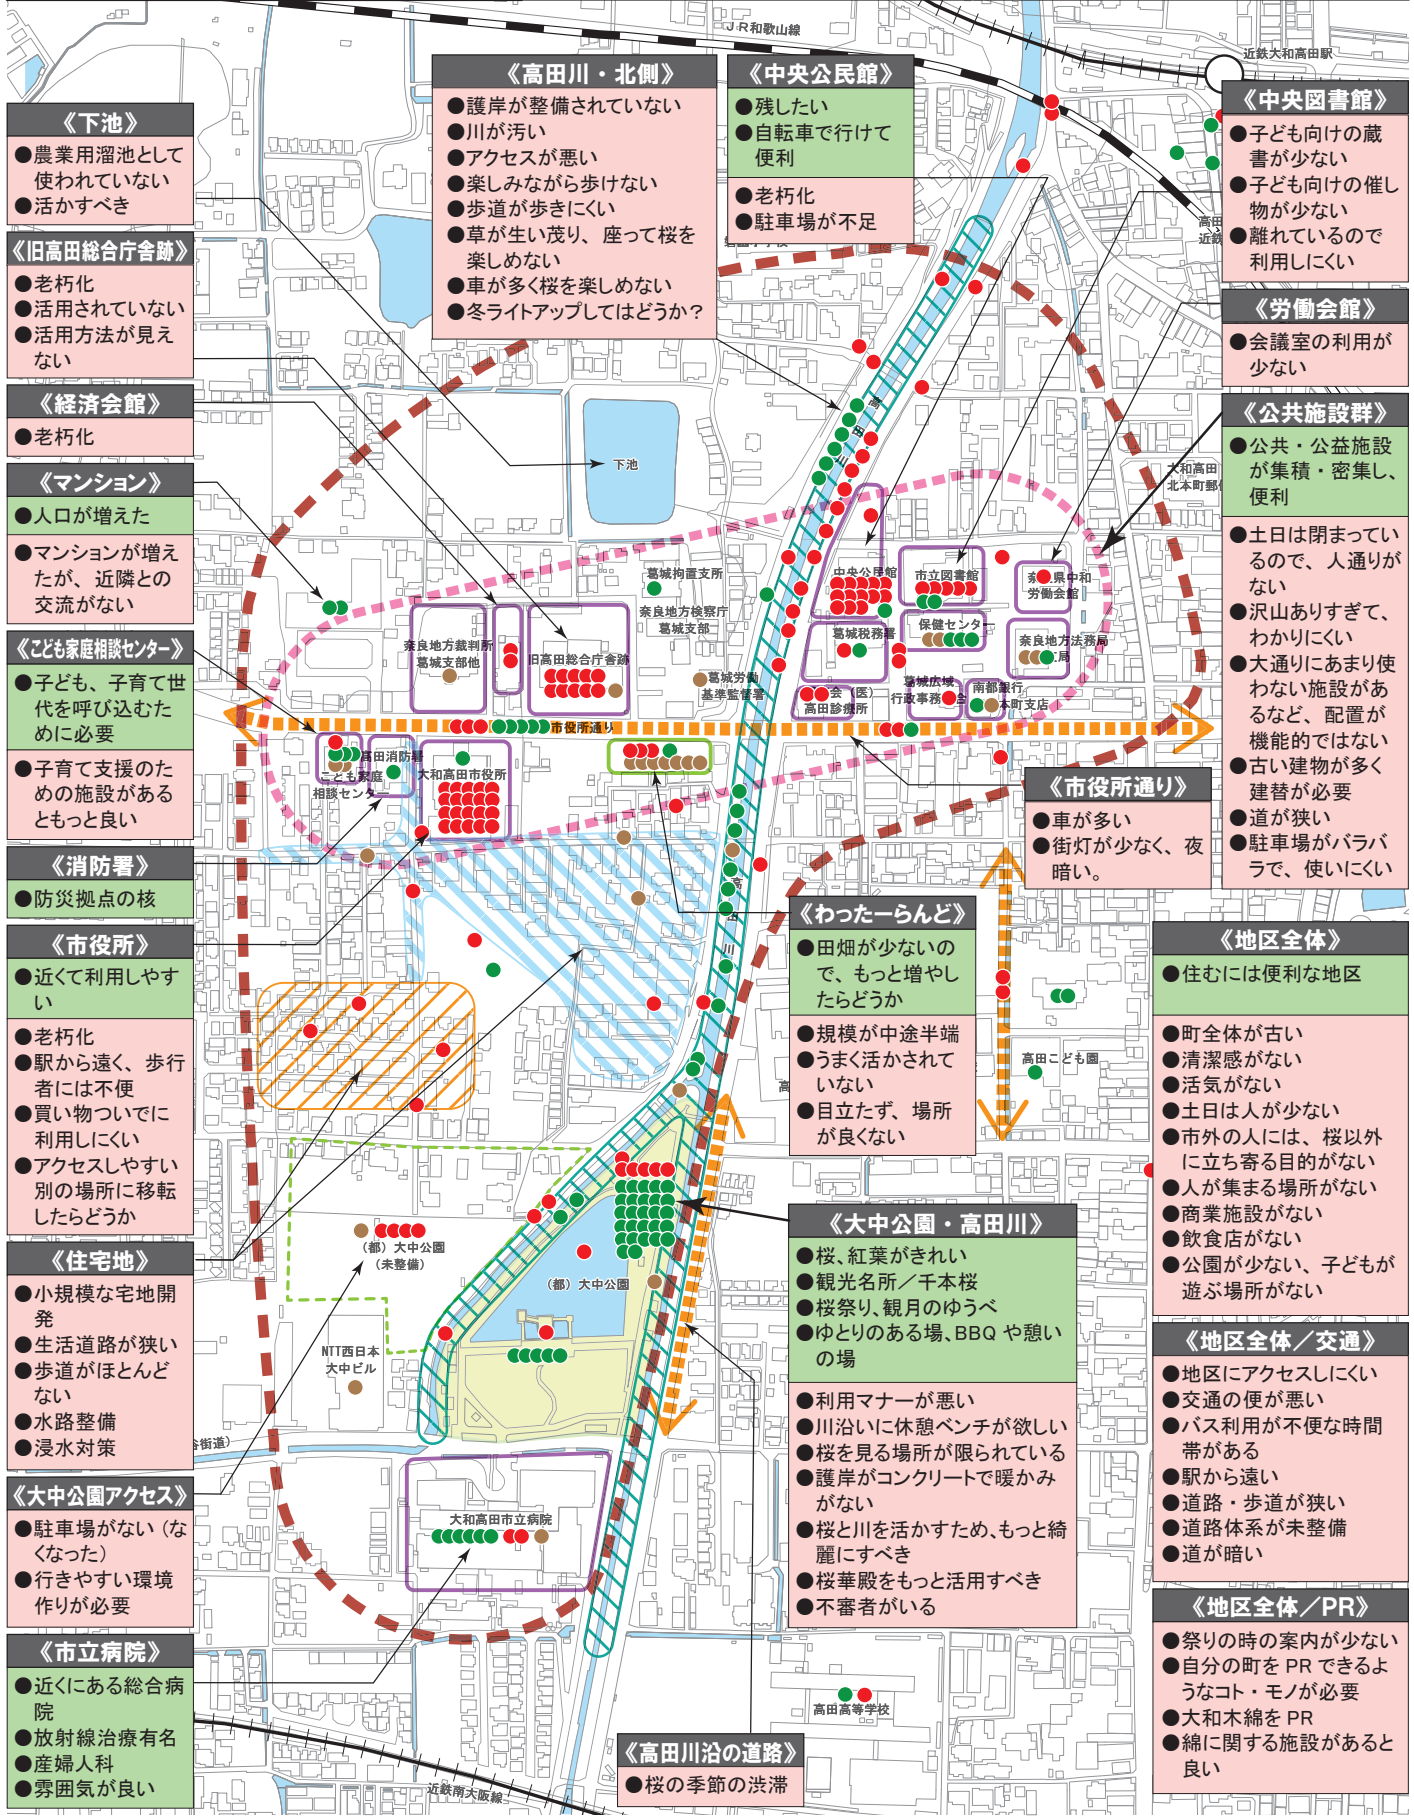 JR和歌山線
近鉄大和高田駅
《下池》
●農業用溜池として
使われていない
●活かすべき
《旧高田総合庁舎跡》
●老朽化
●活用されていない
●活用方法が見え
ない
《経済会館》
●老朽化
《マンション》
●人口が増えた
●マンションが増え
たが、近隣との
交流がない
《こども家庭相談センター》
●子ども、子育て世
代を呼び込むた
めに必要
●子育て支援のた
めの施設がある
ともっと良い
《消防署》
●防災拠点の核
《市役所》
●近くて利用しやす
い
●老朽化
●駅から遠く、歩行
者には不便
●買い物ついでに
利用しにくい
●アクセスしやすい
別の場所に移転
したらどうか
《住宅地》
●小規模な宅地開
発
●生活道路が狭い
●歩道がほとんど
ない
●水路整備
●浸水対策
《大中公園アクセス》
●駐車場がない（な
くなった）
●行きやすい環境
作りが必要
《市立病院》
●近くにある総合病
院
●放射線治療有名
●産婦人科
●雰囲気が良い
《高田川・北側》
●護岸が整備されていない
●川が汚い
●アクセスが悪い
●楽しみながら歩けない
●歩道が歩きにくい
●草が生い茂り、座って桜を
楽しめない
●車が多く桜を楽しめない
●冬ライトアップしてはどうか？
《中央公民館》
●残したい
●自転車で行けて
便利
●老朽化
●駐車場が不足
《中央図書館》
●子ども向けの蔵
書が少ない
●子ども向けの催し
物が少ない
●離れているので
利用しにくい
《労働会館》
●会議室の利用が
少ない
《公共施設群》
●公共・公益施設
が集積・密集し、
便利
●土日は閉まってい
るので、人通りが
ない
●沢山ありすぎて、
わかりにくい
●大通りにあまり使
わない施設があ
るなど、配置が
機能的ではない
●古い建物が多く
建替が必要
●道が狭い
●駐車場がバラバ
ラで、使いにくい
《市役所通り》
●車が多い
●街灯が少なく、夜
暗い。
《わったーらんど》
●田畑が少ないの
で、もっと増やし
たらどうか
●規模が中途半端
●うまく活かされて
いない
●目立たず、場所
が良くない
《地区全体》
●住むには便利な地区
●町全体が古い
●清潔感がない
●活気がない
●土日は人が少ない
●市外の人には、桜以外
に立ち寄る目的がない
●人が集まる場所がない
●商業施設がない
●飲食店がない
●公園が少ない、子どもが
遊ぶ場所がない
《大中公園・高田川》
●桜、紅葉がきれい
●観光名所／千本桜
●桜祭り、観月のゆうべ
●ゆとりのある場、BBQや憩い
の場
●利用マナーが悪い
●川沿いに休憩ベンチが欲しい
●桜を見る場所が限られている
●護岸がコンクリートで暖かみ
がない
●桜と川を活かすため、もっと綺
麗にすべき
●桜華殿をもっと活用すべき
●不審者がいる
《地区全体／交通》
●地区にアクセスしにくい
●交通の便が悪い
●バス利用が不便な時間
帯がある
●駅から遠い
●道路・歩道が狭い
●道路体系が未整備
●道が暗い
《地区全体／PR》
●祭りの時の案内が少ない
●自分の町をPRできるよ
うなコト・モノが必要
●大和木綿をPR
●綿に関する施設があると
良い
《高田川沿の道路》
●桜の季節の渋滞
下池
葛城拘置支所
奈良地方検察庁
葛城支部
奈良地方裁判所
葛城支部他
旧高田総合庁舎跡
葛城労働
基準監督署
市役所通り
高田消防署
こども家庭
相談センター
大和高田市役所
中央公民館
市立図書館
労働会館
葛城税務署
保健センター
奈良地方法務局
高田診療所
葛城広域
行政事務
南都銀行
本町支店
大和高田
高田川
高田こども園
（都）大中公園
（未整備）
（都）大中公園
NTT西日本
大中ビル
大和高田市立病院
高田高等学校
近鉄南大阪線